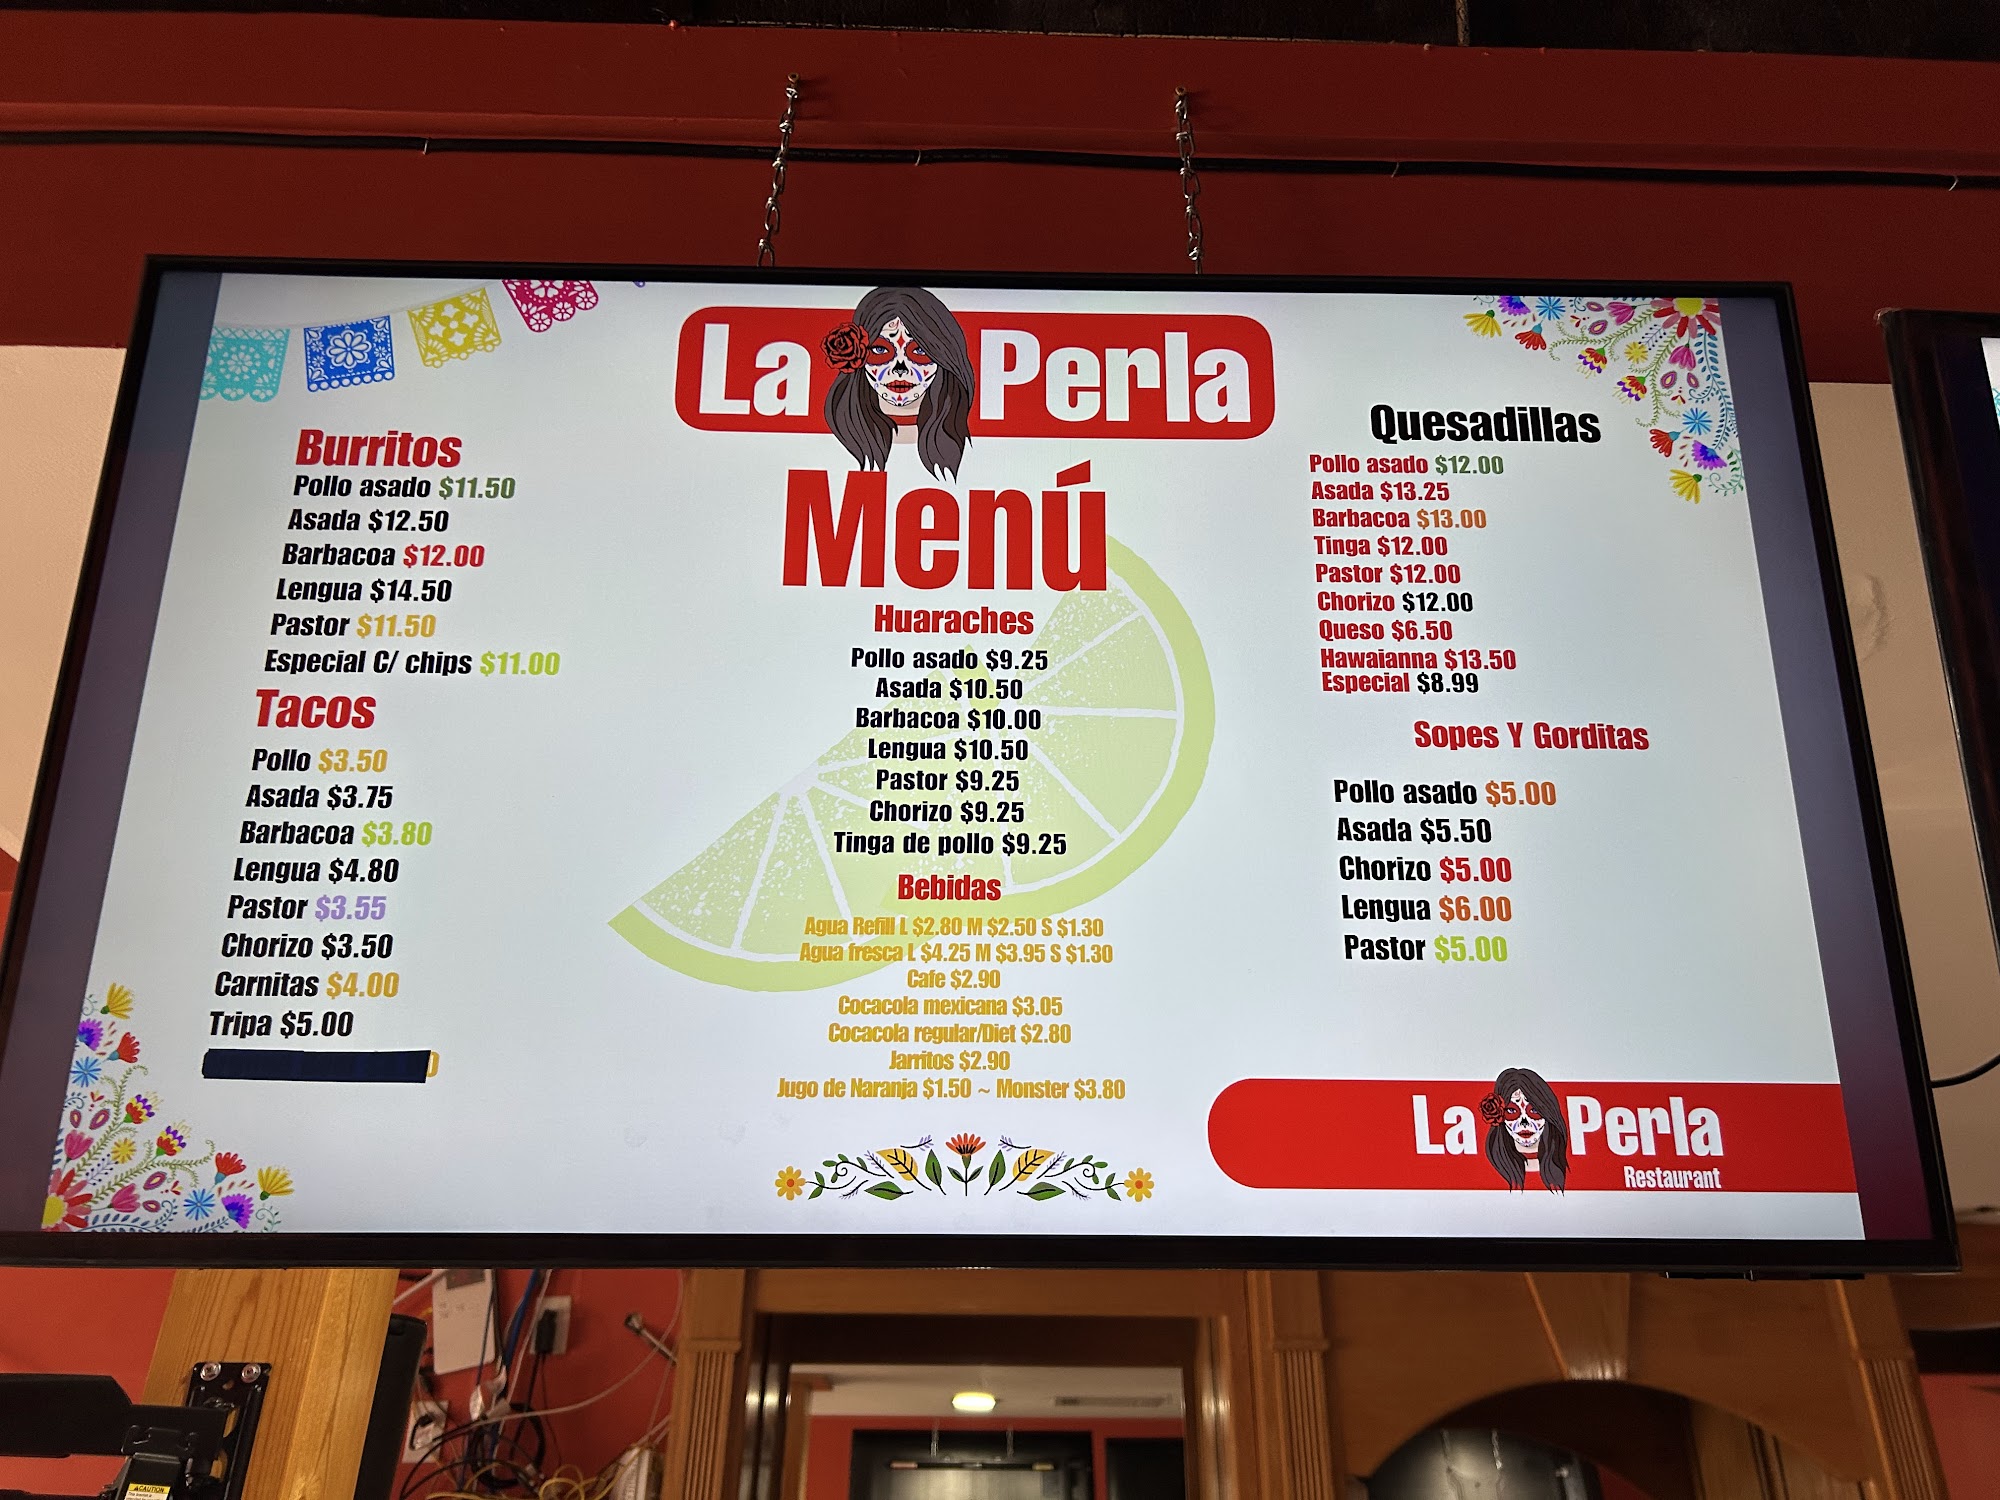 La Perla
Menú
Burritos
Pollo asado $11.50
Asada $12.50
Barbacoa $12.00
Lengua $14.50
Pastor $11.50
Especial C/ chips $11.00
Tacos
Pollo $3.50
Asada $3.75
Barbacoa $3.80
Lengua $4.80
Pastor $3.55
Chorizo $3.50
Carnitas $4.00
Tripa $5.00
Huaraches
Pollo asado $9.25
Asada $10.50
Barbacoa $10.00
Lengua $10.50
Pastor $9.25
Chorizo $9.25
Tinga de pollo $9.25
Bebidas
Agua Refill L $2.80 M $2.50 S $1.30
Agua fresca L $4.25 M $3.95 S $1.30
Cafe $2.90
Cocacola mexicana $3.05
Cocacola regular/Diet $2.80
Jarritos $2.90
Jugo de Naranja $1.50 ~ Monster $3.80
Quesadillas
Pollo asado $12.00
Asada $13.25
Barbacoa $13.00
Tinga $12.00
Pastor $12.00
Chorizo $12.00
Queso $6.50
Hawaianna $13.50
Especial $8.99
Sopes Y Gorditas
Pollo asado $5.00
Asada $5.50
Chorizo $5.00
Lengua $6.00
Pastor $5.00
La Perla
Restaurant
CAUTION